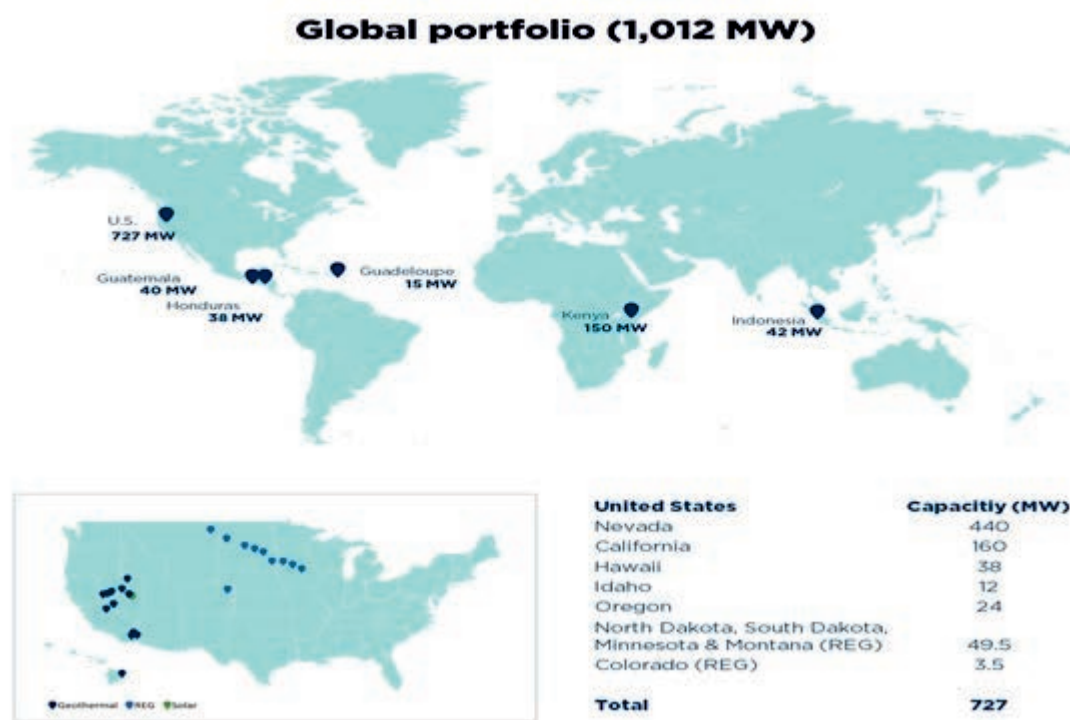 Global portfolio (1,012 MW)
U.S.
727 MW
Guatemala
40 MW
Honduras
38 MW
Guadeloupe
15 MW
Kenya
150 MW
Indonesia
42 MW
United States Capacitiy (MW)
Nevada 440
California 160
Hawaii 38
Idaho 12
Oregon 24
North Dakota, South Dakota,
Minnesota & Montana (REG) 49.5
Colorado (REG) 3.5
Total 727
Geothermal REG Solar